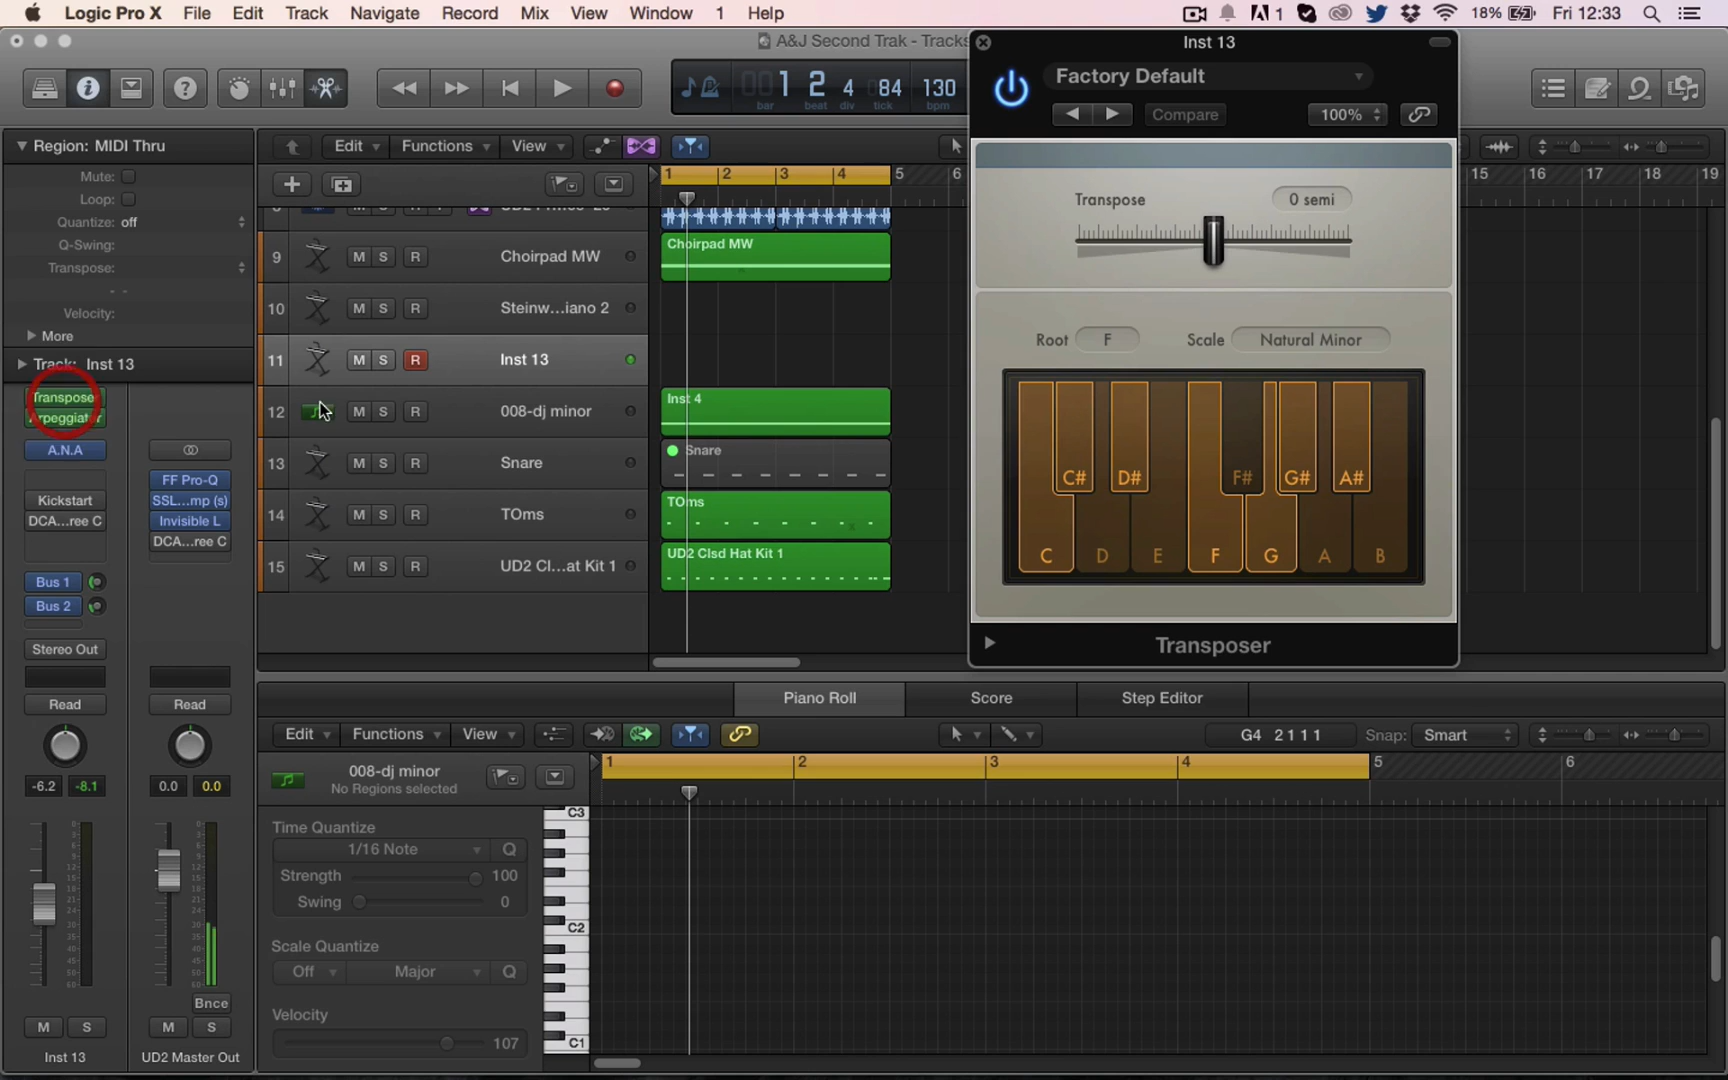 Logic Pro X File Edit Track Navigate Record Mix View Window 1 Help
1 18% Fri 12:33
A&J Second Trak - Tracks
1 2 4 84 130
bar beat div tick bpm
Inst 13
Factory Default
Compare 100%
Region: MIDI Thru
Mute:
Loop:
Quantize: off
Q-Swing:
Transpose:
- -
Velocity:
More
Track: Inst 13
Edit Functions View
1 2 3 4 5 6
15 16 17 18 19
9 M S R Choirpad MW
Choirpad MW
10 M S R Steinw...iano 2
11 M S R Inst 13
12 M S R 008-dj minor
Inst 4
13 M S R Snare
Snare
14 M S R TOms
TOms
15 M S R UD2 Cl...at Kit 1
UD2 Clsd Hat Kit 1
Transpose 0 semi
Root F Scale Natural Minor
C# D# F# G# A#
C D E F G A B
Transposer
Transposer
Arpeggiator
A.N.A
Kickstart
DCA...ree C
Bus 1
Bus 2
Stereo Out
Read
-6.2 -8.1
M S
Inst 13
FF Pro-Q
SSL...mp (s)
Invisible L
DCA...ree C
Read
0.0 0.0
Bnce
M S
UD2 Master Out
Piano Roll Score Step Editor
Edit Functions View
G4 2 1 1 1 Snap: Smart
008-dj minor
No Regions selected
1 2 3 4 5 6
Time Quantize
1/16 Note Q
Strength 100
Swing 0
Scale Quantize
Off Major Q
Velocity
107
C3
C2
C1